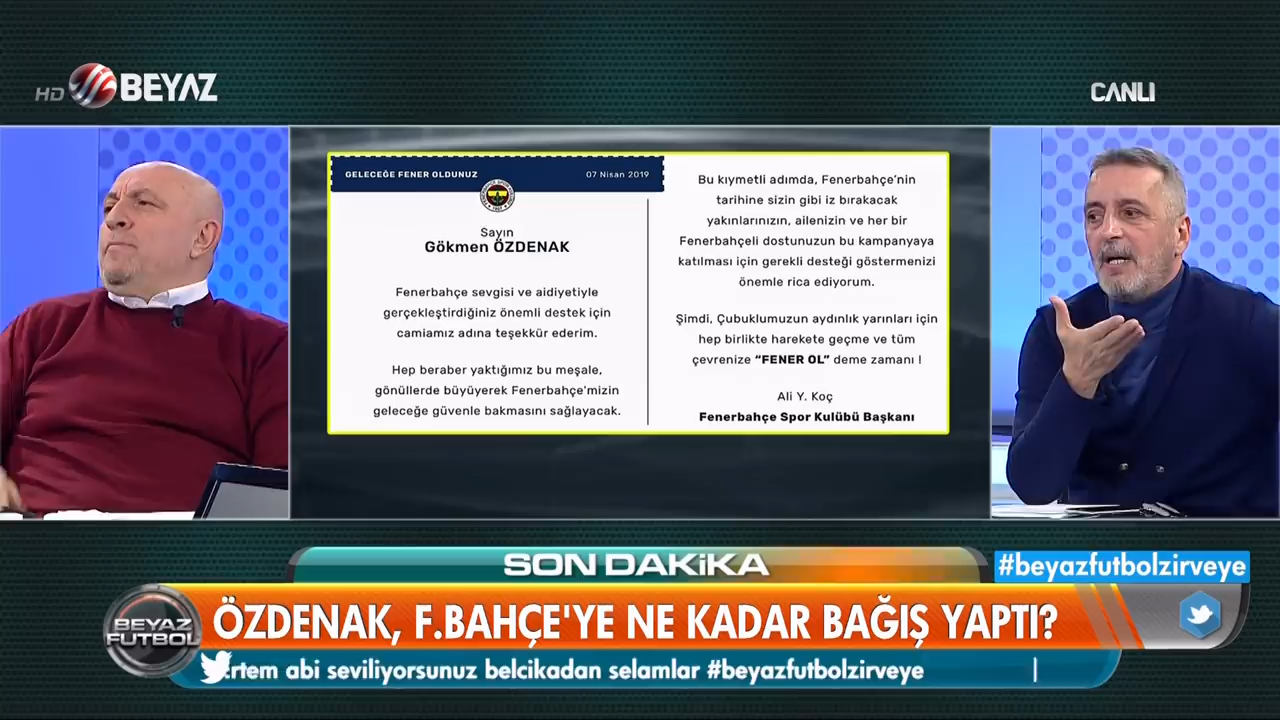 HD BEYAZ
CANLI
GELECEĞE FENER OLDUNUZ
07 Nisan 2019
Sayın
Gökmen ÖZDENAK
Fenerbahçe sevgisi ve aidiyetiyle
gerçekleştirdiğiniz önemli destek için
camiamız adına teşekkür ederim.
Hep beraber yaktığımız bu meşale,
gönüllerde büyüyerek Fenerbahçe'mizin
geleceğe güvenle bakmasını sağlayacak.
Bu kıymetli adımda, Fenerbahçe'nin
tarihine sizin gibi iz bırakacak
yakınlarınızın, ailenizin ve her bir
Fenerbahçeli dostunuzun bu kampanyaya
katılması için gerekli desteği göstermenizi
önemle rica ediyorum.
Şimdi, Çubuklumuzun aydınlık yarınları için
hep birlikte harekete geçme ve tüm
çevrenize “FENER OL” deme zamanı !
Ali Y. Koç
Fenerbahçe Spor Kulübü Başkanı
SON DAKiKA
#beyazfutbolzirveye
BEYAZ
FUTBOL
ÖZDENAK, F.BAHÇE'YE NE KADAR BAĞIŞ YAPTI?
ertem abi seviliyorsunuz belcikadan selamlar #beyazfutbolzirveye